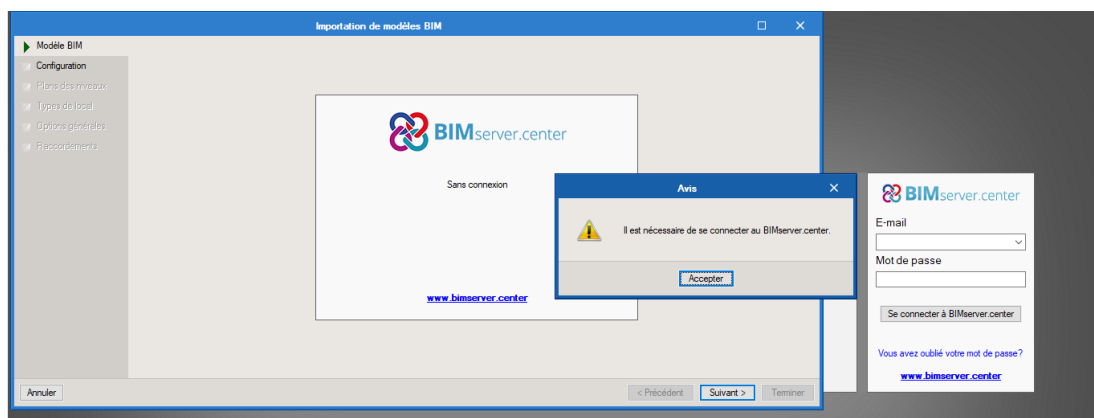 Importation de modèles BIM
Modèle BIM
Configuration
Plans des niveaux
Types de local
Options générales
Raccordements
BIMserver.center
Sans connexion
www.bimserver.center
Avis
Il est nécessaire de se connecter au BIMserver.center.
Accepter
BIMserver.center
E-mail
Mot de passe
Se connecter à BIMserver.center
Vous avez oublié votre mot de passe?
www.bimserver.center
Annuler
< Précédent
Suivant >
Terminer